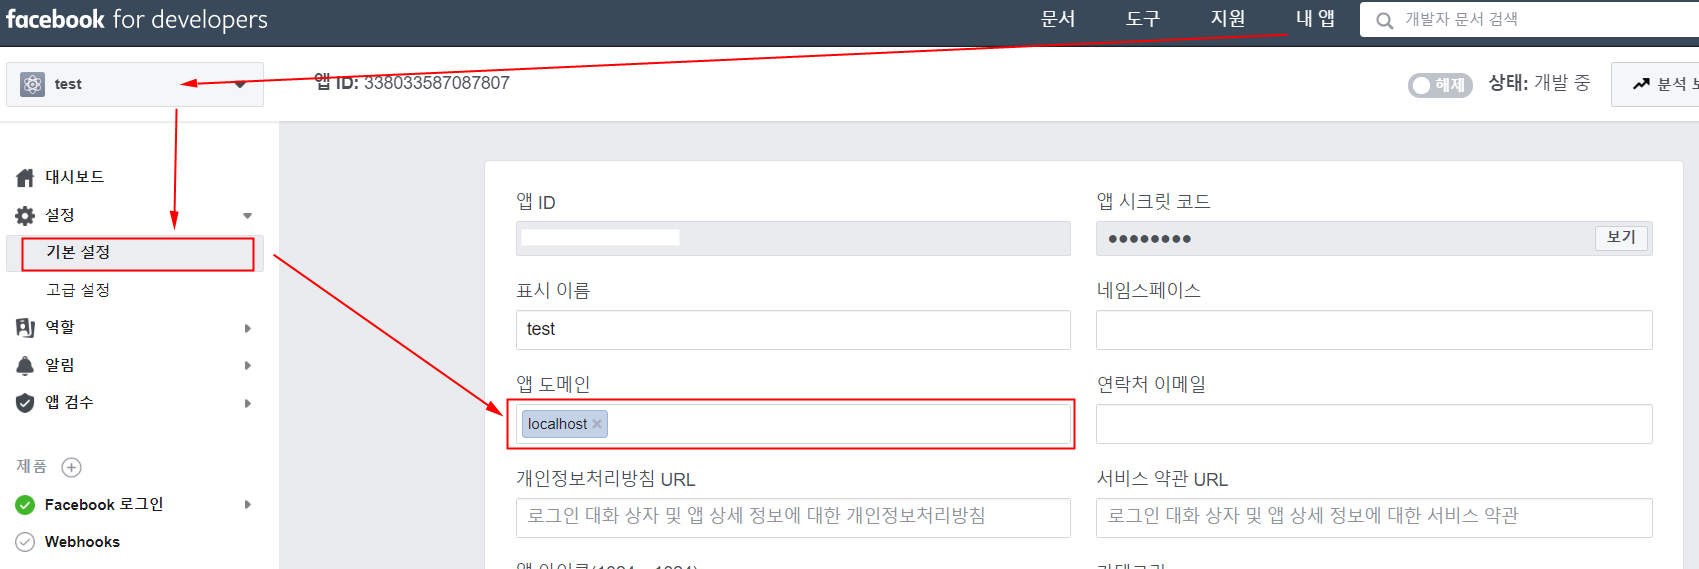 facebook for developers 문서 도구 지원 내 앱 개발자 문서 검색
test 앱 ID: 338033587087807 해제 상태: 개발 중 분석
대시보드
설정
기본 설정
고급 설정
역할
알림
앱 검수
제품
Facebook 로그인
Webhooks
앱 ID 앱 시크릿 코드
●●●●●●●● 보기
표시 이름 네임스페이스
test
앱 도메인 연락처 이메일
localhost
개인정보처리방침 URL 서비스 약관 URL
로그인 대화 상자 및 앱 상세 정보에 대한 개인정보처리방침 로그인 대화 상자 및 앱 상세 정보에 대한 서비스 약관